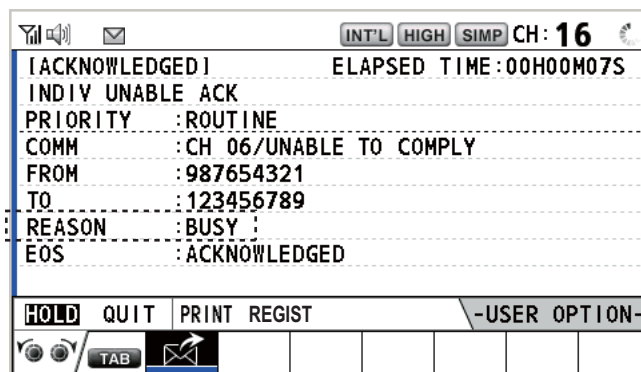 INT'L HIGH SIMP CH: 16
[ACKNOWLEDGED] ELAPSED TIME:00H00M07S
INDIV UNABLE ACK
PRIORITY :ROUTINE
COMM :CH 06/UNABLE TO COMPLY
FROM :987654321
TO :123456789
REASON :BUSY
EOS :ACKNOWLEDGED
HOLD QUIT PRINT REGIST -USER OPTION-
TAB